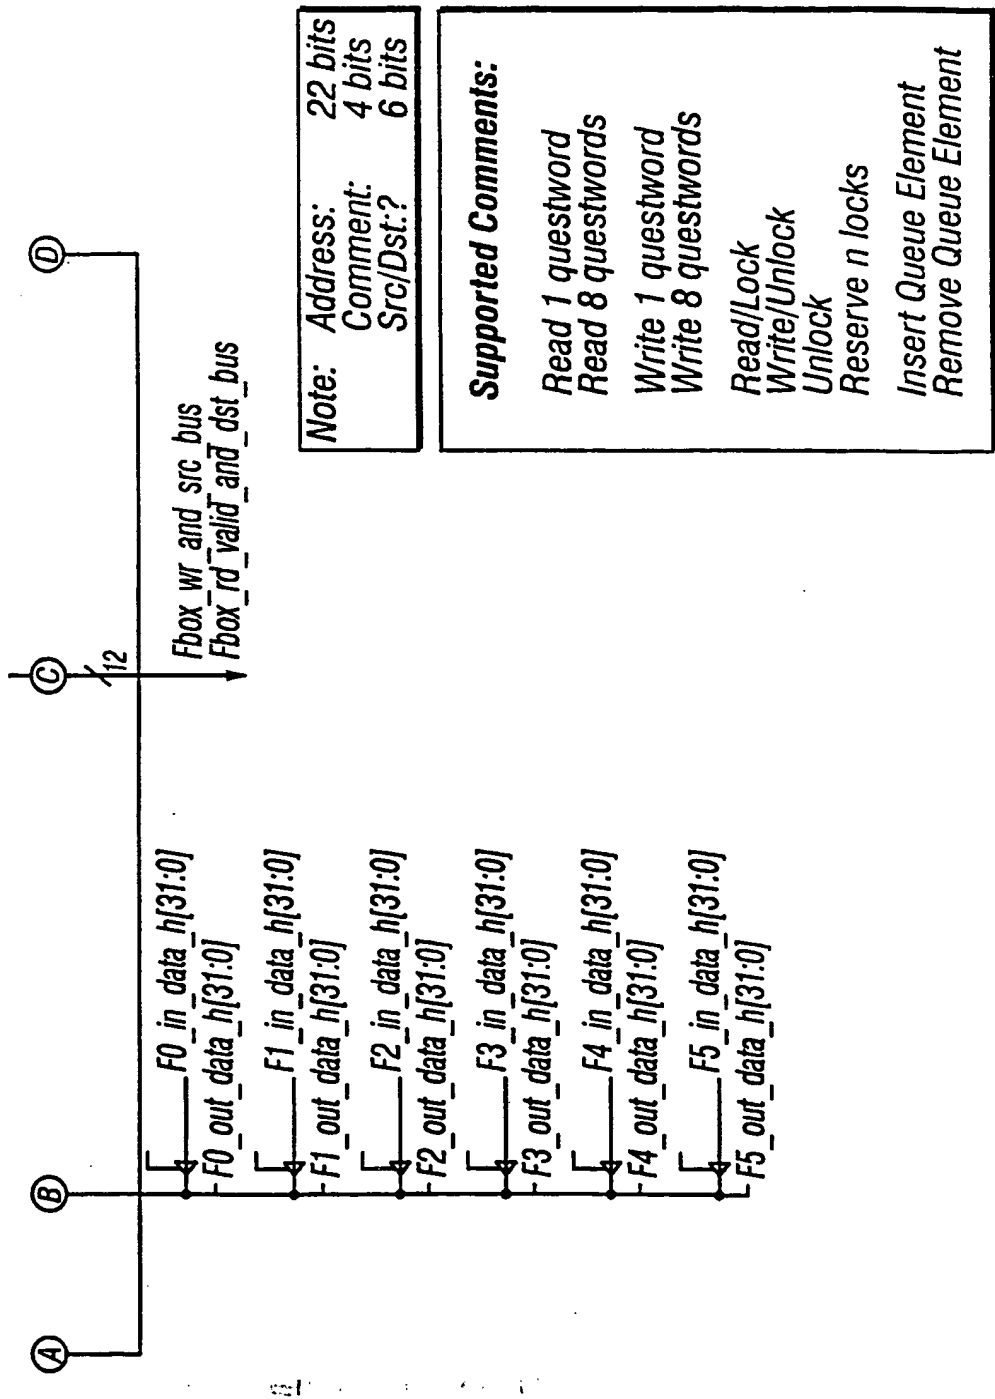 A
B
C
D
12
Fbox_wr_and_src_bus
Fbox_rd_valid_and_dst_bus
F0_in_data_h[31:0]
F0_out_data_h[31:0]
F1_in_data_h[31:0]
F1_out_data_h[31:0]
F2_in_data_h[31:0]
F2_out_data_h[31:0]
F3_in_data_h[31:0]
F3_out_data_h[31:0]
F4_in_data_h[31:0]
F4_out_data_h[31:0]
F5_in_data_h[31:0]
F5_out_data_h[31:0]
Note: Address: 22 bits
Comment: 4 bits
Src/Dst:? 6 bits
Supported Comments:
Read 1 questword
Read 8 questwords
Write 1 questword
Write 8 questwords
Read/Lock
Write/Unlock
Unlock
Reserve n locks
Insert Queue Element
Remove Queue Element